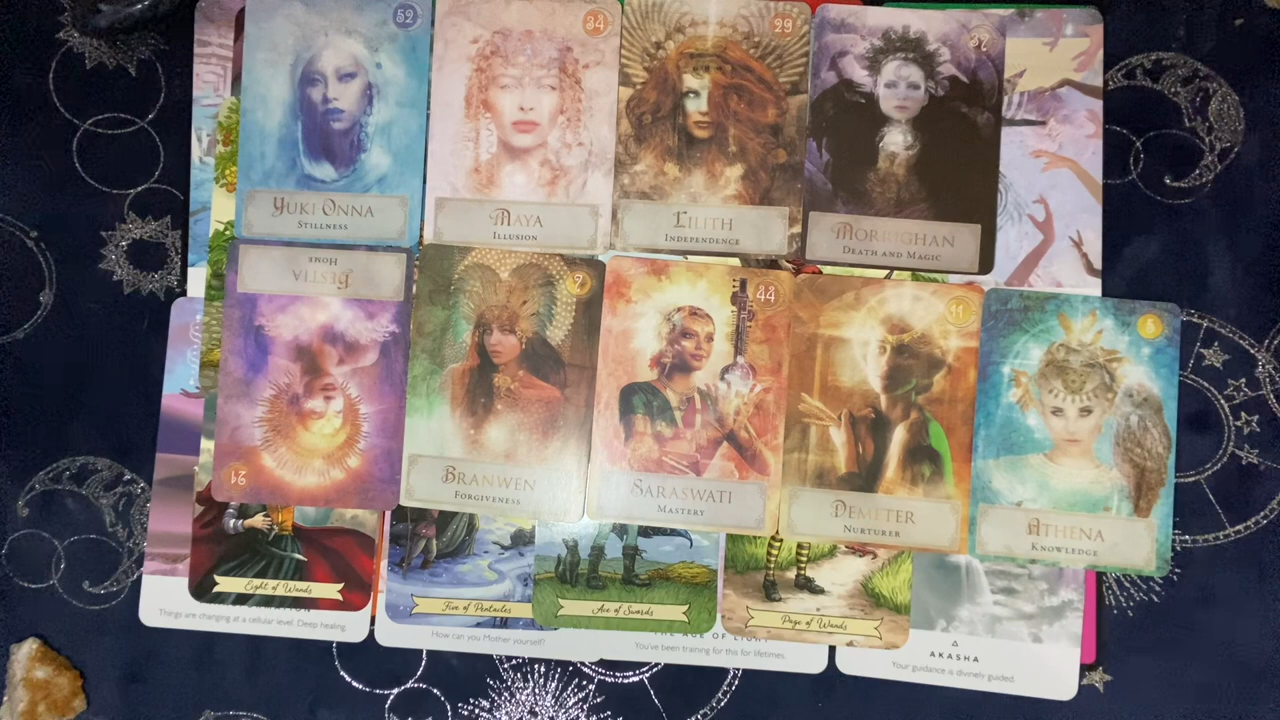 52
YUKI ONNA
STILLNESS
34
MAYA
ILLUSION
29
LILITH
INDEPENDENCE
37
MORRIGHAN
DEATH AND MAGIC
HESTIA
HOME
21
7
BRANWEN
FORGIVENESS
44
SARASWATI
MASTERY
11
DEMETER
NURTURER
5
ATHENA
KNOWLEDGE
Eight of Wands
Five of Pentacles
Ace of Swords
Page of Wands
Things are changing at a cellular level. Deep healing.
How can you Mother yourself?
THE AGE OF LIGHT
You've been training for this for lifetimes.
AKASHA
Your guidance is divinely guided.